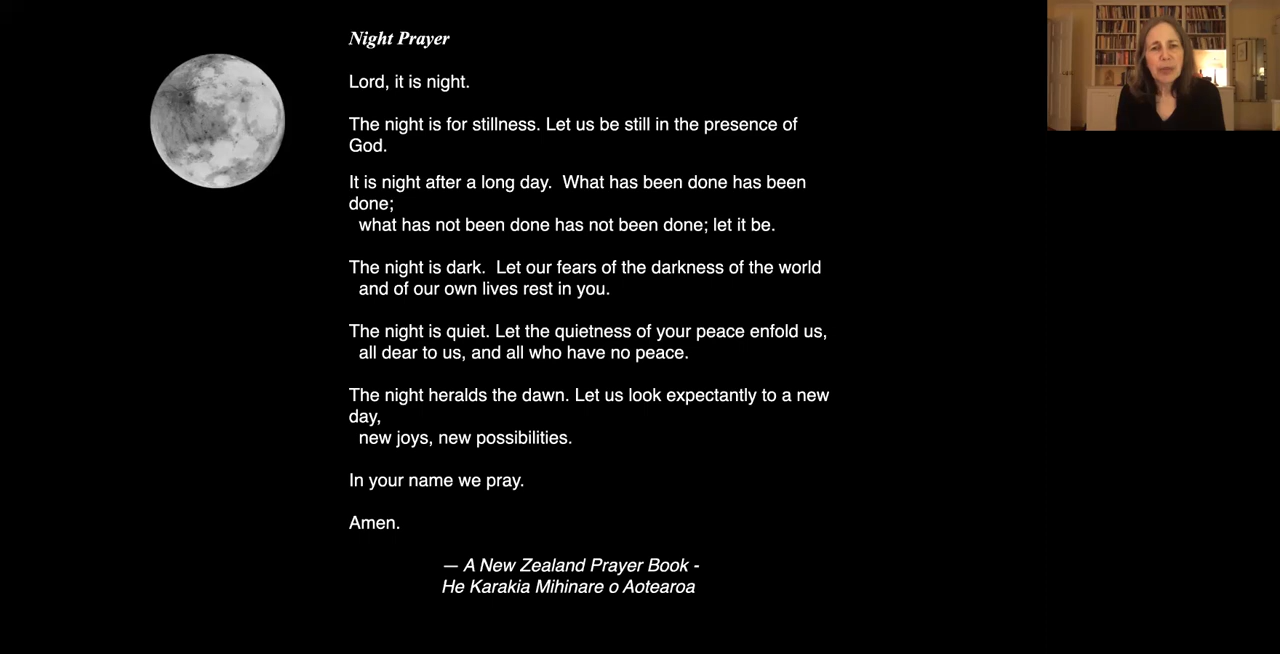 Night Prayer
Lord, it is night.
The night is for stillness. Let us be still in the presence of
God.
It is night after a long day.  What has been done has been
done;
what has not been done has not been done; let it be.
The night is dark.  Let our fears of the darkness of the world
and of our own lives rest in you.
The night is quiet. Let the quietness of your peace enfold us,
all dear to us, and all who have no peace.
The night heralds the dawn. Let us look expectantly to a new
day,
new joys, new possibilities.
In your name we pray.
Amen.
— A New Zealand Prayer Book -
He Karakia Mihinare o Aotearoa